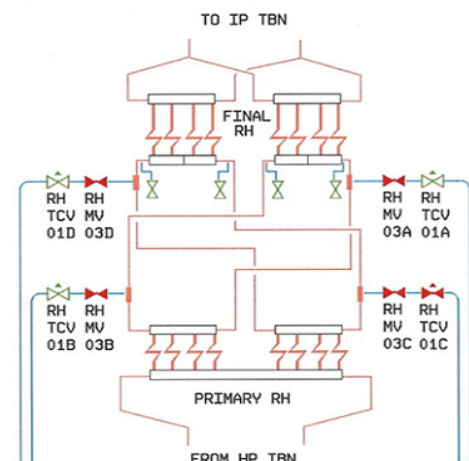 TO IP TBN
FINAL
RH
RH RH
TCV MV
01D 03D
RH RH
MV TCV
03A 01A
RH RH
TCV MV
01B 03B
RH RH
MV TCV
03C 01C
PRIMARY RH
FROM HP TBN